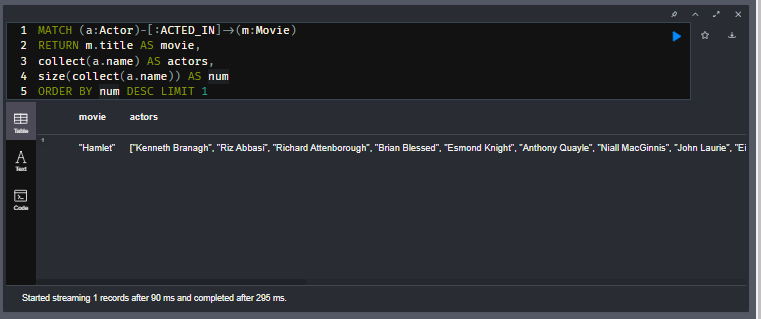 1 MATCH (a:Actor)-[:ACTED_IN]->(m:Movie)
2 RETURN m.title AS movie,
3 collect(a.name) AS actors,
4 size(collect(a.name)) AS num
5 ORDER BY num DESC LIMIT 1
movie actors
Table
1
"Hamlet" ["Kenneth Branagh", "Riz Abbasi", "Richard Attenborough", "Brian Blessed", "Esmond Knight", "Anthony Quayle", "Niall MacGinnis", "John Laurie", "Ei
A
Text
Code
Started streaming 1 records after 90 ms and completed after 295 ms.